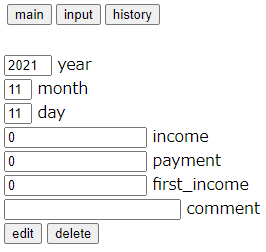 main input history
2021 year
11 month
11 day
0 income
0 payment
0 first_income
comment
edit delete